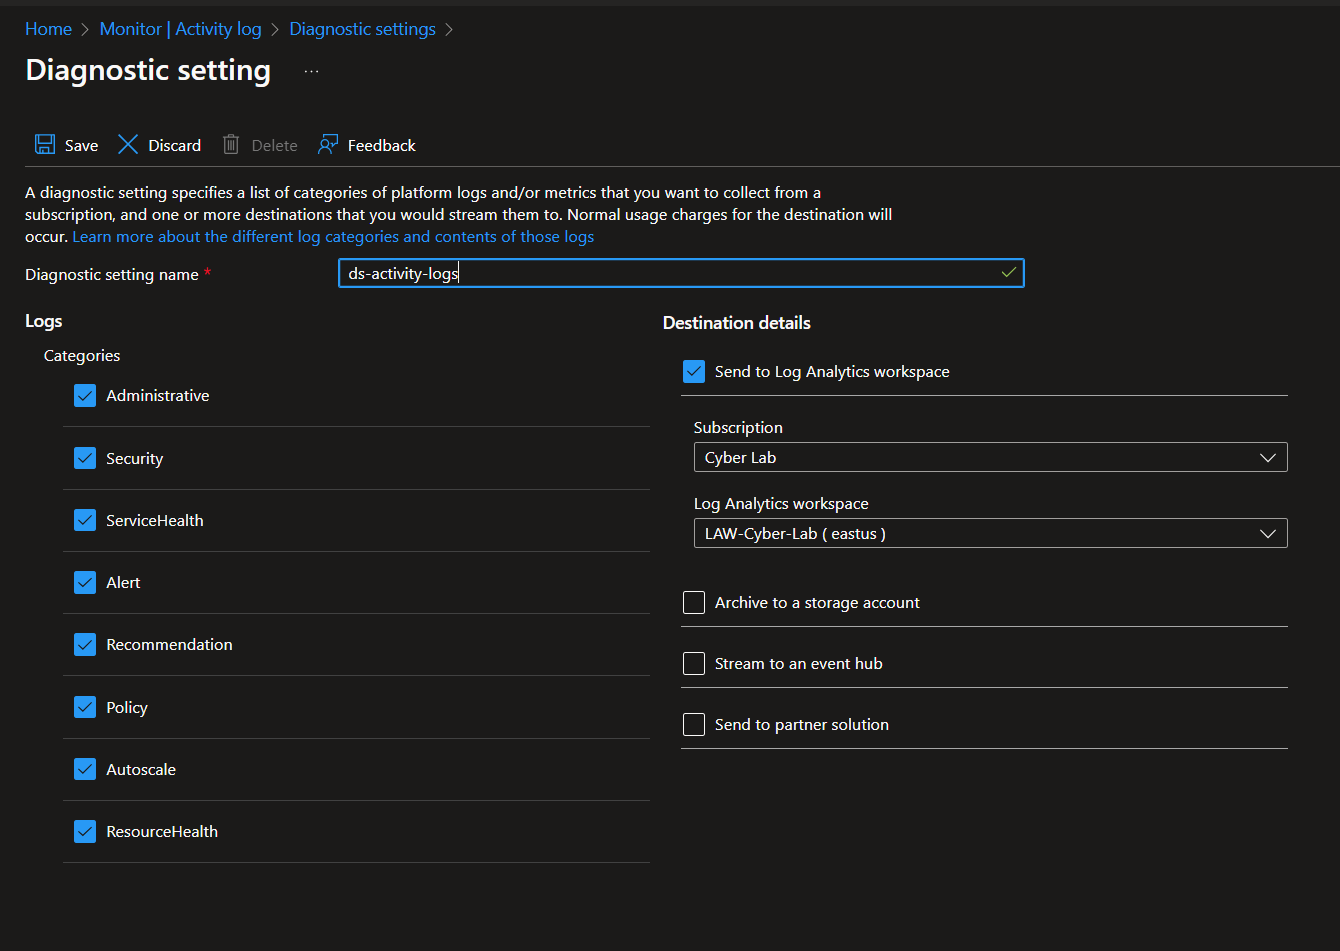 Home > Monitor | Activity log > Diagnostic settings >
Diagnostic setting ...
Save Discard Delete Feedback
A diagnostic setting specifies a list of categories of platform logs and/or metrics that you want to collect from a
subscription, and one or more destinations that you would stream them to. Normal usage charges for the destination will
occur. Learn more about the different log categories and contents of those logs
Diagnostic setting name *
ds-activity-logs
Logs
Categories
Administrative
Security
ServiceHealth
Alert
Recommendation
Policy
Autoscale
ResourceHealth
Destination details
Send to Log Analytics workspace
Subscription
Cyber Lab
Log Analytics workspace
LAW-Cyber-Lab ( eastus )
Archive to a storage account
Stream to an event hub
Send to partner solution